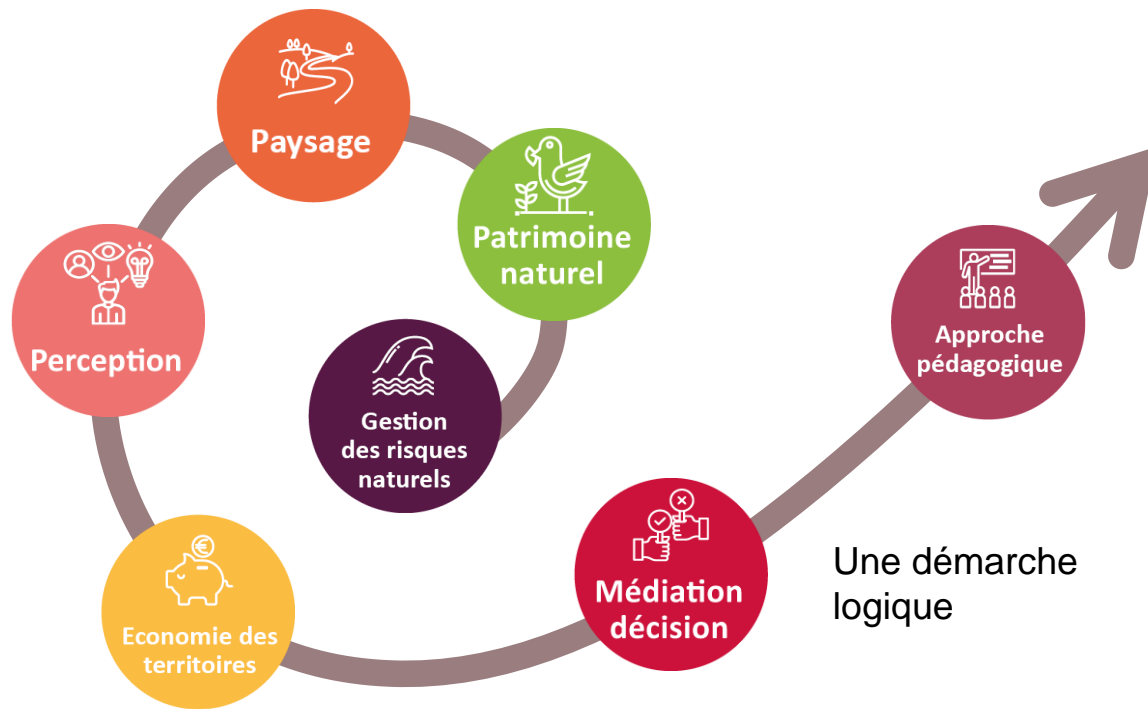 Paysage
Patrimoine
naturel
Perception
Gestion
des risques
naturels
Approche
pédagogique
Economie des
territoires
€
Médiation
décision
Une démarche
logique